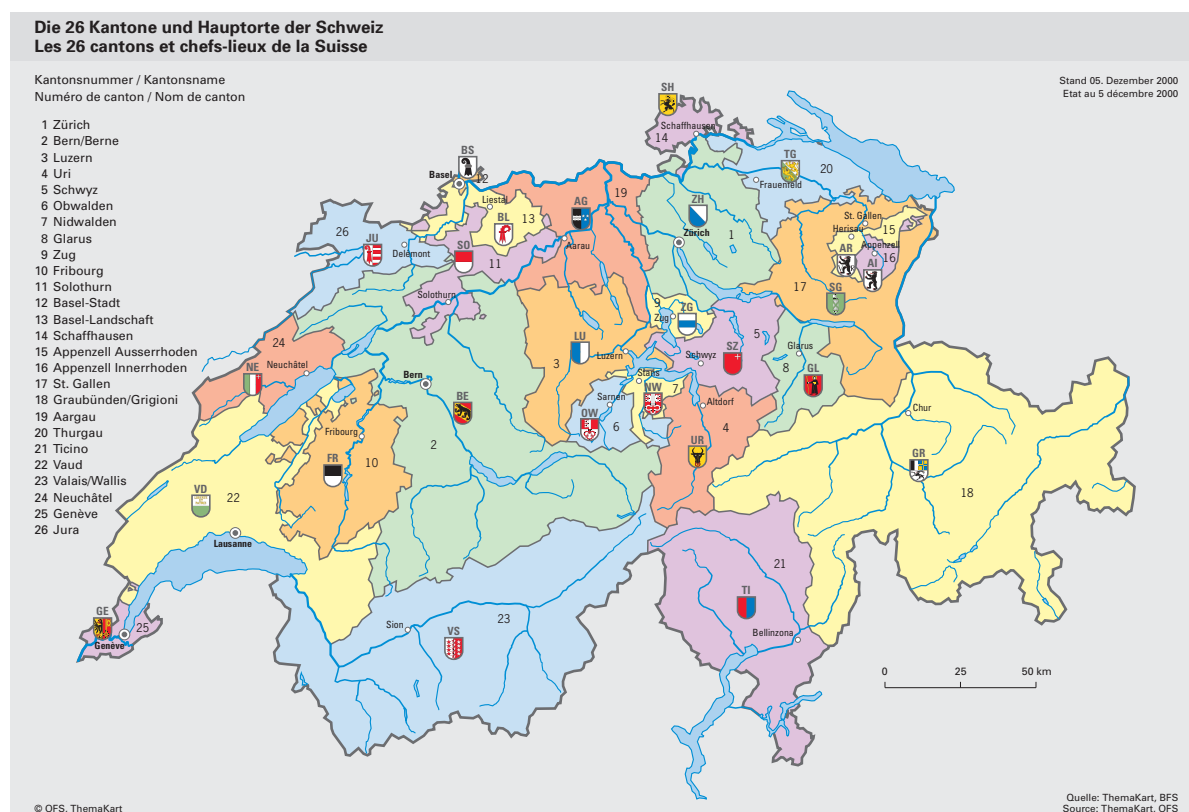 Die 26 Kantone und Hauptorte der Schweiz
Les 26 cantons et chefs-lieux de la Suisse
Kantonsnummer / Kantonsname
Numéro de canton / Nom de canton
Stand 05. Dezember 2000
Etat au 5 décembre 2000
1 Zürich
2 Bern/Berne
3 Luzern
4 Uri
5 Schwyz
6 Obwalden
7 Nidwalden
8 Glarus
9 Zug
10 Fribourg
11 Solothurn
12 Basel-Stadt
13 Basel-Landschaft
14 Schaffhausen
15 Appenzell Ausserrhoden
16 Appenzell Innerrhoden
17 St. Gallen
18 Graubünden/Grigioni
19 Aargau
20 Thurgau
21 Ticino
22 Vaud
23 Valais/Wallis
24 Neuchâtel
25 Genève
26 Jura
SH
Schaffhausen
14
BS
Basel
12
TG
20
Frauenfeld
Liestal
BL
13
AG
19
Aarau
ZH
Zürich
1
26
JU
Delémont
SO
11
Solothurn
St. Gallen
Herisau
15
AR
Appenzell
16
AI
17
SG
9
Zug
ZG
5
SZ
Schwyz
Glarus
8
GL
24
NE
Neuchâtel
LU
Luzern
3
Stans
NW
7
Sarnen
OW
6
Altdorf
4
UR
Bern
BE
2
Fribourg
FR
10
Chur
GR
18
VD
22
Lausanne
21
TI
Bellinzona
GE
Genève
25
Sion
VS
23
0 25 50 km
Quelle: ThemaKart, BFS
© OFS, ThemaKart
Source: ThemaKart, OFS